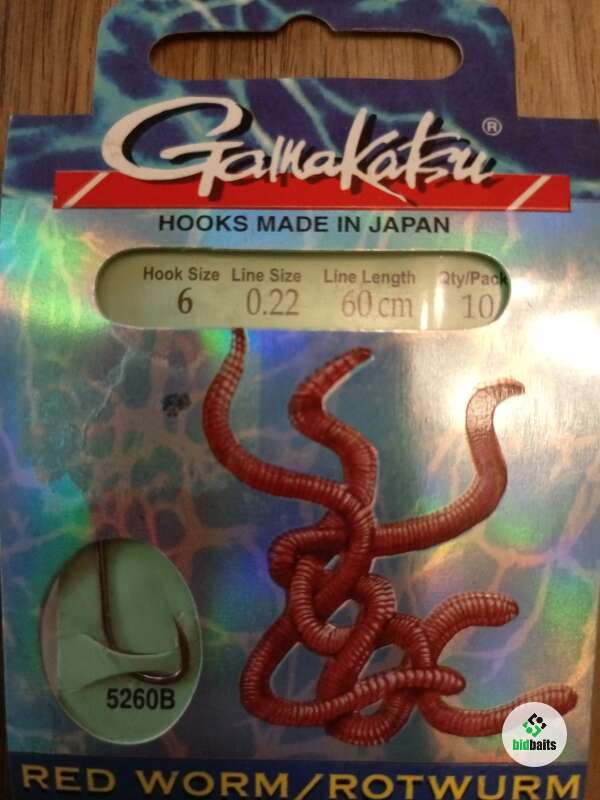 Gamakatsu ®
HOOKS MADE IN JAPAN
Hook Size Line Size Line Length Qty/Pack
6 0.22 60 cm 10
5260B
bidbaits
RED WORM/ROTWURM